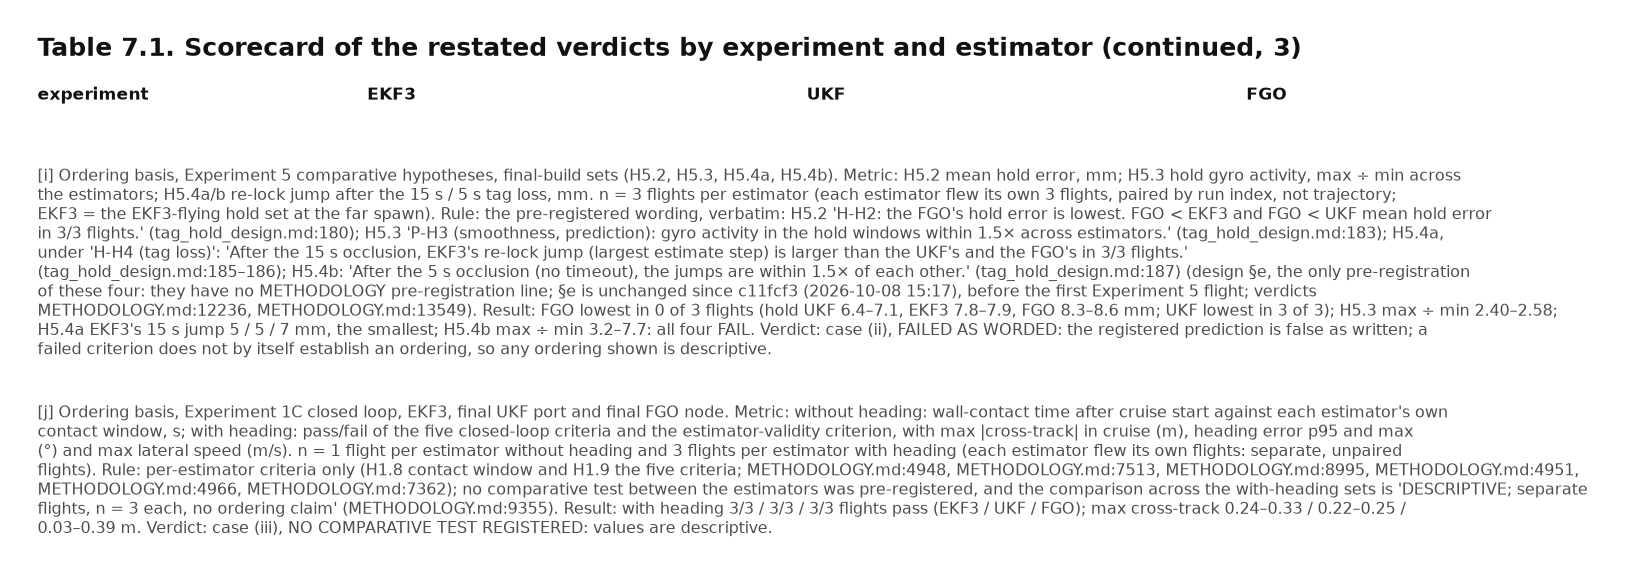 Table 7.1. Scorecard of the restated verdicts by experiment and estimator (continued, 3)
experiment EKF3 UKF FGO
[i] Ordering basis, Experiment 5 comparative hypotheses, final-build sets (H5.2, H5.3, H5.4a, H5.4b). Metric: H5.2 mean hold error, mm; H5.3 hold gyro activity, max ÷ min across
the estimators; H5.4a/b re-lock jump after the 15 s / 5 s tag loss, mm. n = 3 flights per estimator (each estimator flew its own 3 flights, paired by run index, not trajectory;
EKF3 = the EKF3-flying hold set at the far spawn). Rule: the pre-registered wording, verbatim: H5.2 'H-H2: the FGO's hold error is lowest. FGO < EKF3 and FGO < UKF mean hold error
in 3/3 flights.' (tag_hold_design.md:180); H5.3 'P-H3 (smoothness, prediction): gyro activity in the hold windows within 1.5× across estimators.' (tag_hold_design.md:183); H5.4a,
under 'H-H4 (tag loss)': 'After the 15 s occlusion, EKF3's re-lock jump (largest estimate step) is larger than the UKF's and the FGO's in 3/3 flights.'
(tag_hold_design.md:185–186); H5.4b: 'After the 5 s occlusion (no timeout), the jumps are within 1.5× of each other.' (tag_hold_design.md:187) (design §e, the only pre-registration
of these four: they have no METHODOLOGY pre-registration line; §e is unchanged since c11fcf3 (2026-10-08 15:17), before the first Experiment 5 flight; verdicts
METHODOLOGY.md:12236, METHODOLOGY.md:13549). Result: FGO lowest in 0 of 3 flights (hold UKF 6.4–7.1, EKF3 7.8–7.9, FGO 8.3–8.6 mm; UKF lowest in 3 of 3); H5.3 max ÷ min 2.40–2.58;
H5.4a EKF3's 15 s jump 5 / 5 / 7 mm, the smallest; H5.4b max ÷ min 3.2–7.7: all four FAIL. Verdict: case (ii), FAILED AS WORDED: the registered prediction is false as written; a
failed criterion does not by itself establish an ordering, so any ordering shown is descriptive.
[j] Ordering basis, Experiment 1C closed loop, EKF3, final UKF port and final FGO node. Metric: without heading: wall-contact time after cruise start against each estimator's own
contact window, s; with heading: pass/fail of the five closed-loop criteria and the estimator-validity criterion, with max |cross-track| in cruise (m), heading error p95 and max
(°) and max lateral speed (m/s). n = 1 flight per estimator without heading and 3 flights per estimator with heading (each estimator flew its own flights: separate, unpaired
flights). Rule: per-estimator criteria only (H1.8 contact window and H1.9 the five criteria; METHODOLOGY.md:4948, METHODOLOGY.md:7513, METHODOLOGY.md:8995, METHODOLOGY.md:4951,
METHODOLOGY.md:4966, METHODOLOGY.md:7362); no comparative test between the estimators was pre-registered, and the comparison across the with-heading sets is 'DESCRIPTIVE; separate
flights, n = 3 each, no ordering claim' (METHODOLOGY.md:9355). Result: with heading 3/3 / 3/3 / 3/3 flights pass (EKF3 / UKF / FGO); max cross-track 0.24–0.33 / 0.22–0.25 /
0.03–0.39 m. Verdict: case (iii), NO COMPARATIVE TEST REGISTERED: values are descriptive.